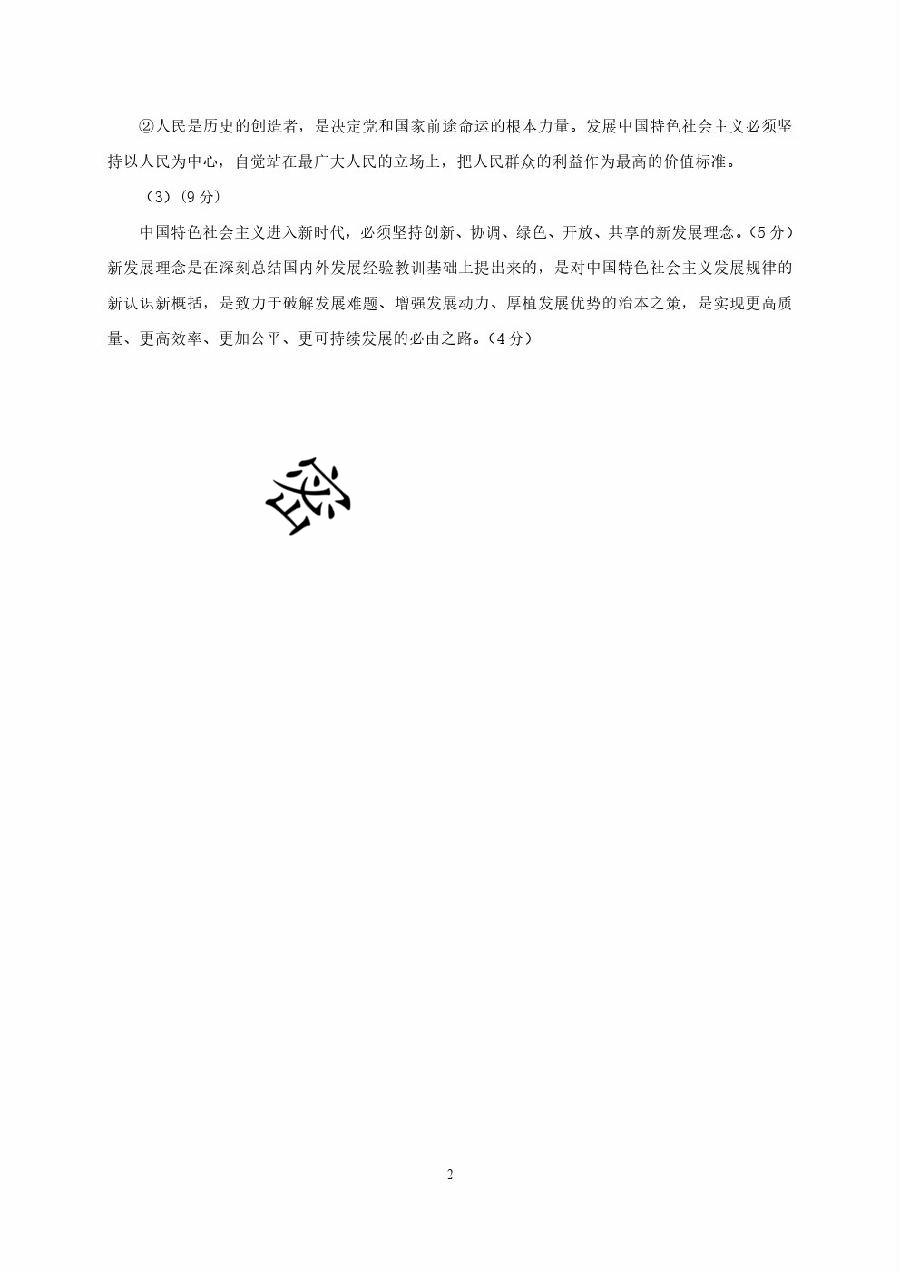 ②人民是历史的创造者，是决定党和国家前途命运的根本力量。发展中国特色社会主义必须坚
持以人民为中心，自觉站在最广大人民的立场上，把人民群众的利益作为最高的价值标准。
（3）(9 分)
中国特色社会主义进入新时代，必须坚持创新、协调、绿色、开放、共享的新发展理念。（5 分）
新发展理念是在深刻总结国内外发展经验教训基础上提出来的，是对中国特色社会主义发展规律的
新认识新概括，是致力于破解发展难题、增强发展动力、厚植发展优势的治本之策，是实现更高质
量、更高效率、更加公平、更可持续发展的必由之路。（4 分）
密
2